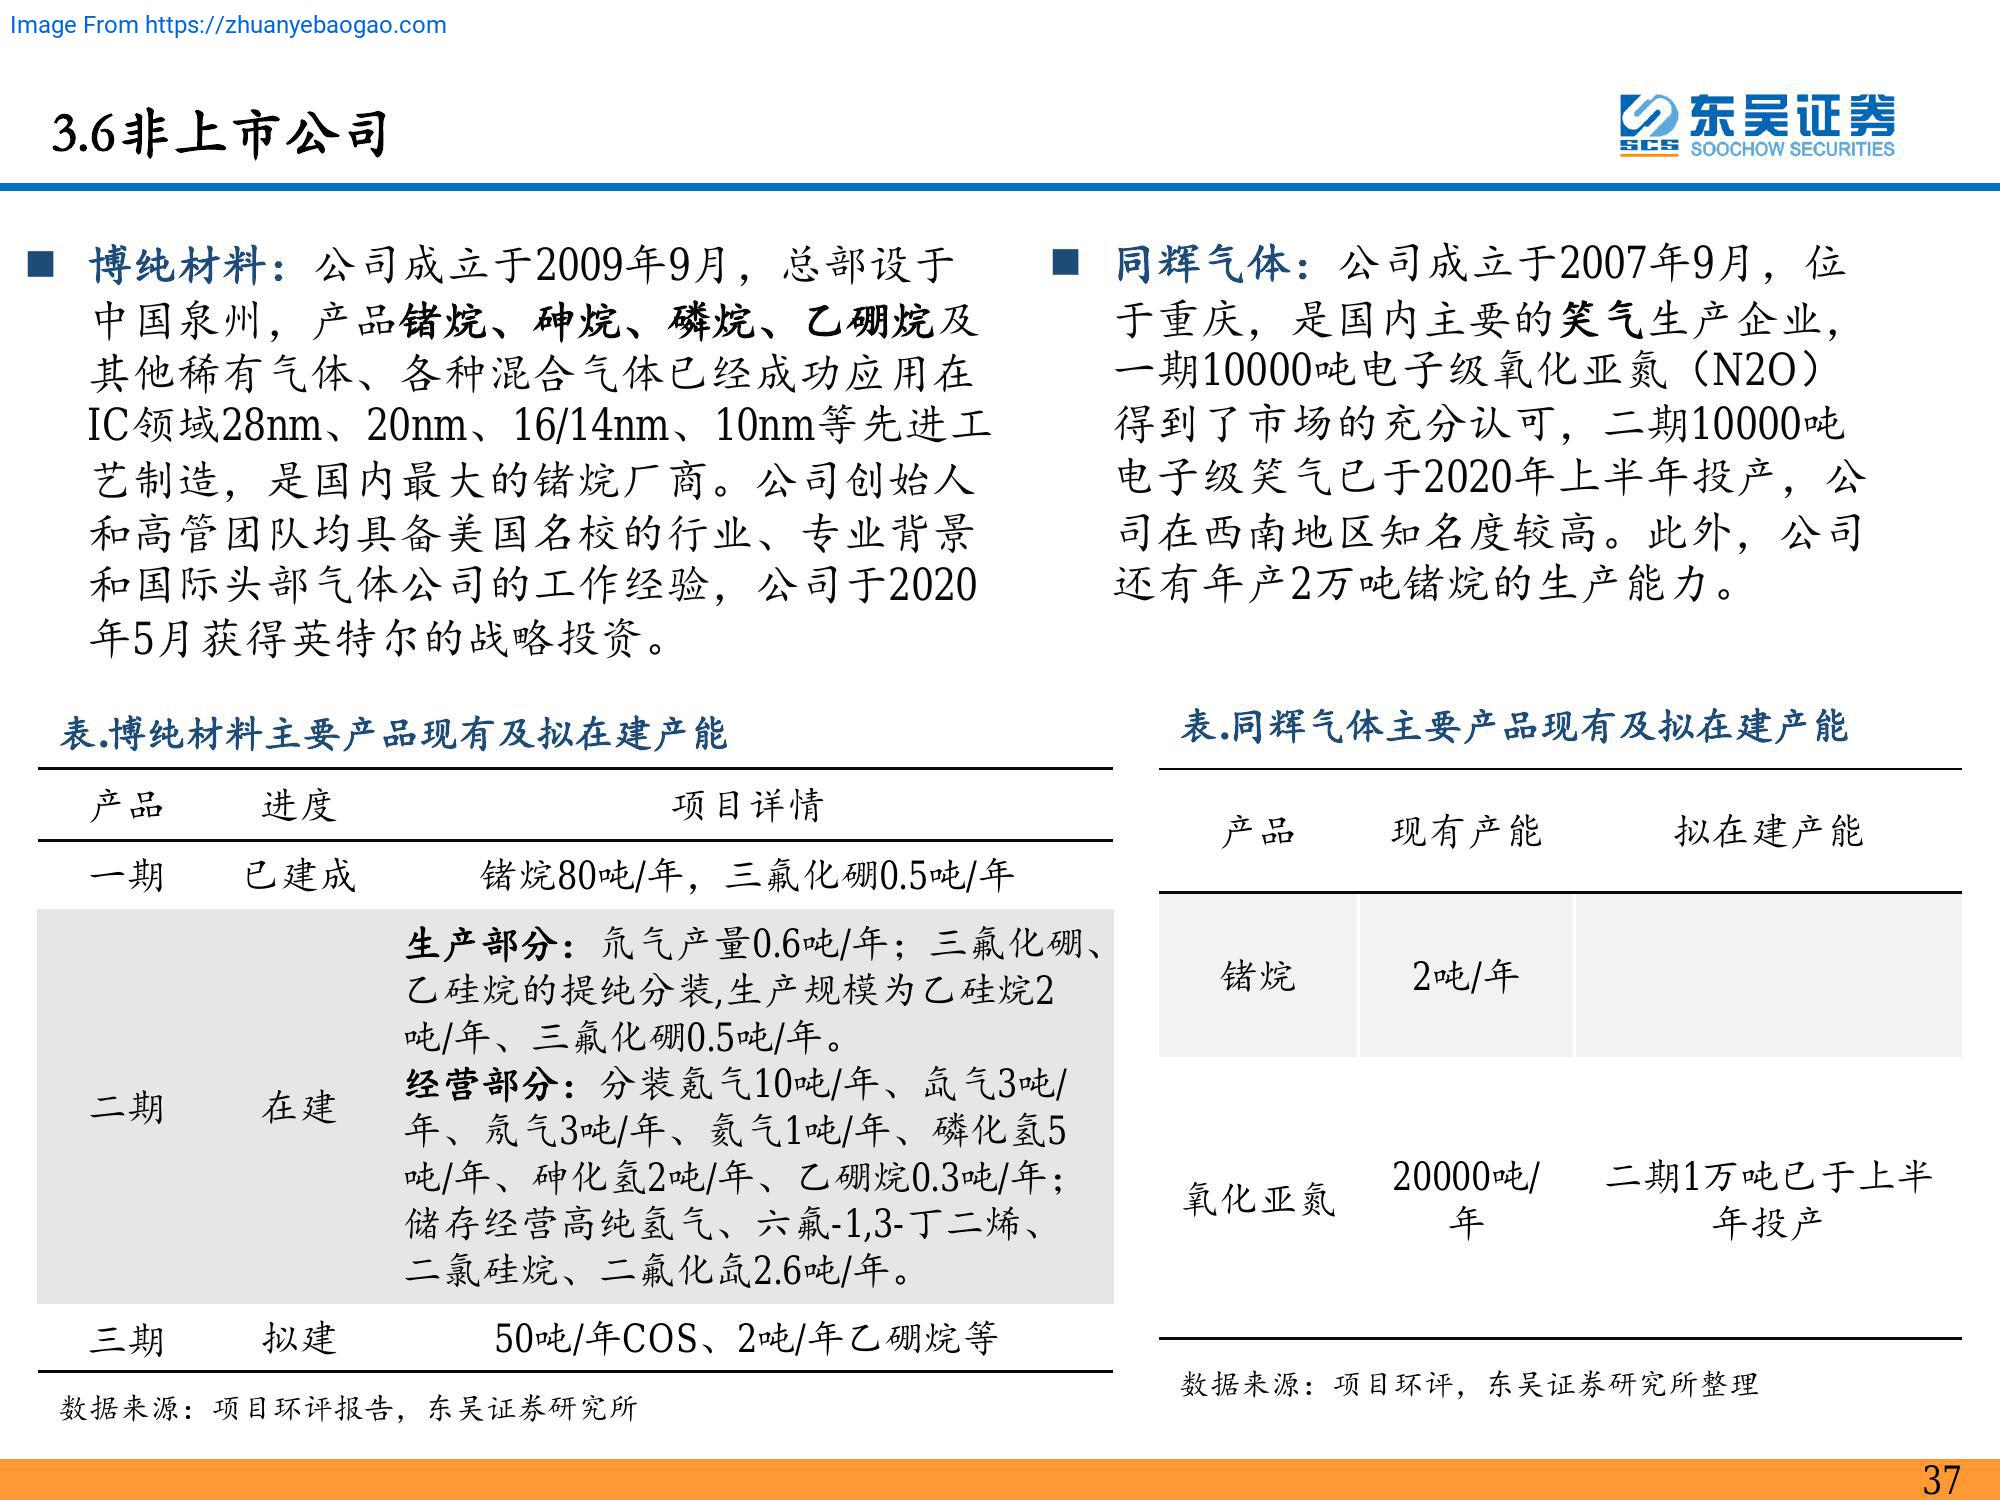 Image From https://zhuanyebaogao.com
3.6非上市公司
东吴证券
SCS
SOOCHOW SECURITIES
■ 博纯材料：公司成立于2009年9月，总部设于
中国泉州，产品锗烷、砷烷、磷烷、乙硼烷及
其他稀有气体、各种混合气体已经成功应用在
IC领域28nm、20nm、16/14nm、10nm等先进工
艺制造，是国内最大的锗烷厂商。公司创始人
和高管团队均具备美国名校的行业、专业背景
和国际头部气体公司的工作经验，公司于2020
年5月获得英特尔的战略投资。
■ 同辉气体：公司成立于2007年9月，位
于重庆，是国内主要的笑气生产企业，
一期10000吨电子级氧化亚氮（N2O）
得到了市场的充分认可，二期10000吨
电子级笑气已于2020年上半年投产，公
司在西南地区知名度较高。此外，公司
还有年产2万吨锗烷的生产能力。
表.博纯材料主要产品现有及拟在建产能
产品 进度 项目详情
一期 已建成 锗烷80吨/年，三氟化硼0.5吨/年
生产部分：氘气产量0.6吨/年；三氟化硼、
乙硅烷的提纯分装,生产规模为乙硅烷2
吨/年、三氟化硼0.5吨/年。
二期 在建
经营部分：分装氪气10吨/年、氙气3吨/
年、氖气3吨/年、氦气1吨/年、磷化氢5
吨/年、砷化氢2吨/年、乙硼烷0.3吨/年；
储存经营高纯氢气、六氟-1,3-丁二烯、
二氯硅烷、二氟化氙2.6吨/年。
三期 拟建 50吨/年COS、2吨/年乙硼烷等
数据来源：项目环评报告，东吴证券研究所
表.同辉气体主要产品现有及拟在建产能
产品 现有产能 拟在建产能
锗烷 2吨/年
氧化亚氮 20000吨/ 二期1万吨已于上半
年 年投产
数据来源：项目环评，东吴证券研究所整理
37